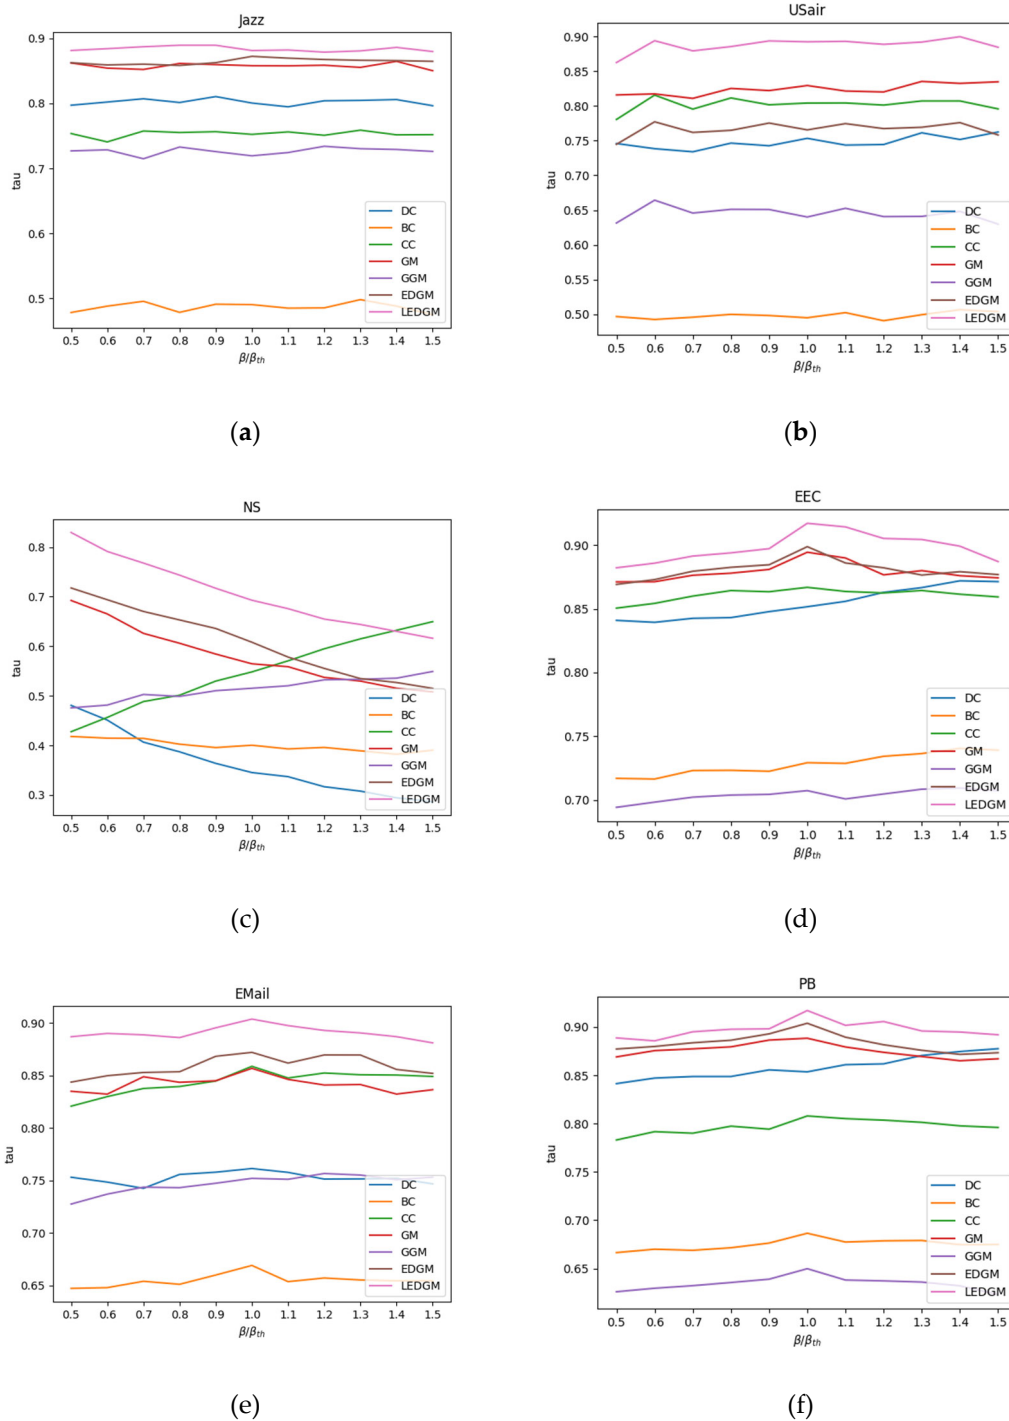 Jazz
0.9
0.8
0.7
0.6
0.5
tau
0.5 0.6 0.7 0.8 0.9 1.0 1.1 1.2 1.3 1.4 1.5
β/βth
DC
BC
CC
GM
GGM
EDGM
LEDGM
(a)
USair
0.90
0.85
0.80
0.75
0.70
0.65
0.60
0.55
0.50
tau
0.5 0.6 0.7 0.8 0.9 1.0 1.1 1.2 1.3 1.4 1.5
β/βth
DC
BC
CC
GM
GGM
EDGM
LEDGM
(b)
NS
0.8
0.7
0.6
0.5
0.4
0.3
tau
0.5 0.6 0.7 0.8 0.9 1.0 1.1 1.2 1.3 1.4 1.5
β/βth
DC
BC
CC
GM
GGM
EDGM
LEDGM
(c)
EEC
0.90
0.85
0.80
0.75
0.70
tau
0.5 0.6 0.7 0.8 0.9 1.0 1.1 1.2 1.3 1.4 1.5
β/βth
DC
BC
CC
GM
GGM
EDGM
LEDGM
(d)
EMail
0.90
0.85
0.80
0.75
0.70
0.65
tau
0.5 0.6 0.7 0.8 0.9 1.0 1.1 1.2 1.3 1.4 1.5
β/βth
DC
BC
CC
GM
GGM
EDGM
LEDGM
(e)
PB
0.90
0.85
0.80
0.75
0.70
0.65
tau
0.5 0.6 0.7 0.8 0.9 1.0 1.1 1.2 1.3 1.4 1.5
β/βth
DC
BC
CC
GM
GGM
EDGM
LEDGM
(f)